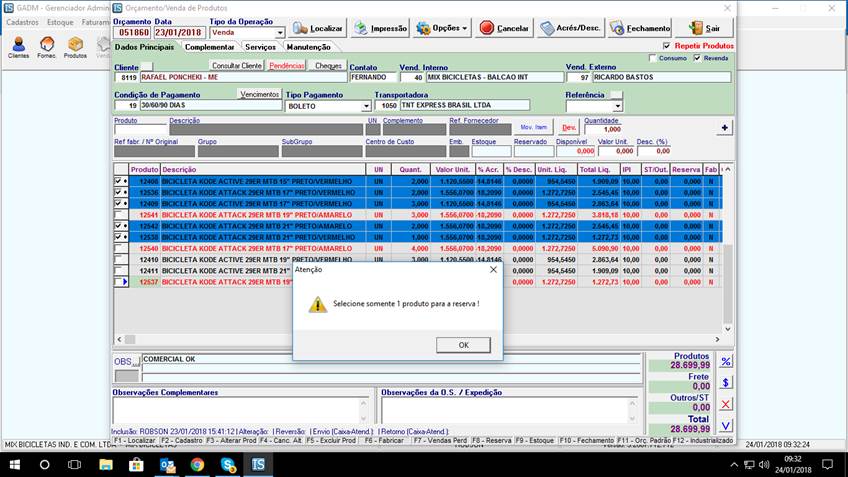 GADM - Gerenciador Admini
Orçamento/Venda de Produtos
Cadastros Estoque Faturame
Clientes Fornec. Produtos
Orçamento Data Tipo da Operação
051860 23/01/2018 Venda
Localizar Impressão Opções Cancelar Acrés/Desc. Fechamento Sair
Dados Principais Complementar Serviços Manutenção
Repetir Produtos
Consumo Revenda
Cliente Consultar Cliente Pendências Cheques Contato Vend. Interno Vend. Externo
8119 RAFAEL PONCHEKI - ME FERNANDO 40 MIX BICICLETAS - BALCAO INT 97 RICARDO BASTOS
Condição de Pagamento Vencimentos Tipo Pagamento Transportadora Referência
19 30/60/90 DIAS BOLETO 1050 TNT EXPRESS BRASIL LTDA
Produto Descrição UN Complemento Ref. Fornecedor Mov. Item Dev. Quantidade
1,000
Ref fabr. / Nº Original Grupo SubGrupo Centro de Custo Emb. Estoque Reservado Disponível Valor Unit. Desc. (%)
0,000 0,000 0,00
Produto Descrição UN Quant. Valor Unit. % Acr. % Desc. Unit. Liq. Total Liq. IPI ST/Out. Reserva Fab
12408 BICICLETA KODE ACTIVE 29ER MTB 15" PRETO/VERMELHO UN 2,000 1.120,5500 14,8146 0,0000 954,5450 1.909,09 10,00 0,00 0,000 N
12536 BICICLETA KODE ATTACK 29ER MTB 17" PRETO/VERMELHO UN 2,000 1.556,0700 18,2090 0,0000 1.272,7250 2.545,45 10,00 0,00 0,000 N
12409 BICICLETA KODE ACTIVE 29ER MTB 17" PRETO/VERMELHO UN 3,000 1.120,5500 14,8146 0,0000 954,5450 2.863,64 10,00 0,00 0,000 N
12541 BICICLETA KODE ATTACK 29ER MTB 19" PRETO/AMARELO UN 3,000 1.556,0700 18,2090 0,0000 1.272,7250 3.818,18 10,00 0,00 0,000 N
12542 BICICLETA KODE ATTACK 29ER MTB 21" PRETO/AMARELO UN 2,000 1.556,0700 18,2090 0,0000 1.272,7250 2.545,45 10,00 0,00 0,000 N
12538 BICICLETA KODE ATTACK 29ER MTB 21" PRETO/VERMELHO UN 1,000 1.556,0700 18,2090 0,0000 1.272,7250 1.272,73 10,00 0,00 0,000 N
12540 BICICLETA KODE ATTACK 29ER MTB 17" PRETO/AMARELO UN 4,000 1.556,0700 18,2090 0,0000 1.272,7250 5.090,90 10,00 0,00 0,000 N
12410 BICICLETA KODE ACTIVE 29ER MTB 19" PRETO/VERMELHO UN 3,000 1.120,5500 14,8146 0,0000 954,5450 2.863,64 10,00 0,00 0,000 N
12411 BICICLETA KODE ACTIVE 29ER MTB 21" 0,0000 954,5450 1.909,09 10,00 0,00 0,000 N
12537 BICICLETA KODE ATTACK 29ER MTB 19" 0,0000 1.272,7250 1.272,73 10,00 0,00 0,000 N
Atenção
Selecione somente 1 produto para a reserva !
OK
OBS... COMERCIAL OK
Produtos
28.699,99
Frete
0,00
Outros/ST
0,00
Total
28.699,99
% $ X V
Observações Complementares Observações da O.S. / Expedição
Inclusão: ROBSON 23/01/2018 15:41:12 | Alteração: | Reversão: | Envio (Caixa-Atend.): | Retorno (Caixa-Atend.):
F1 - Localizar F2 - Cadastro F3 - Alterar Prod F4 - Canc. Alt F5 - Excluir Prod F6 - Fabricar F7 - Vendas Perd F8 - Reserva F9 - Estoque F10 - Fechamento F11 - Orç. Padrão F12 - Industrializado
MIX BICICLETAS IND. E COM. LTDA 24/01/2018 09:32:24
09:32
24/01/2018